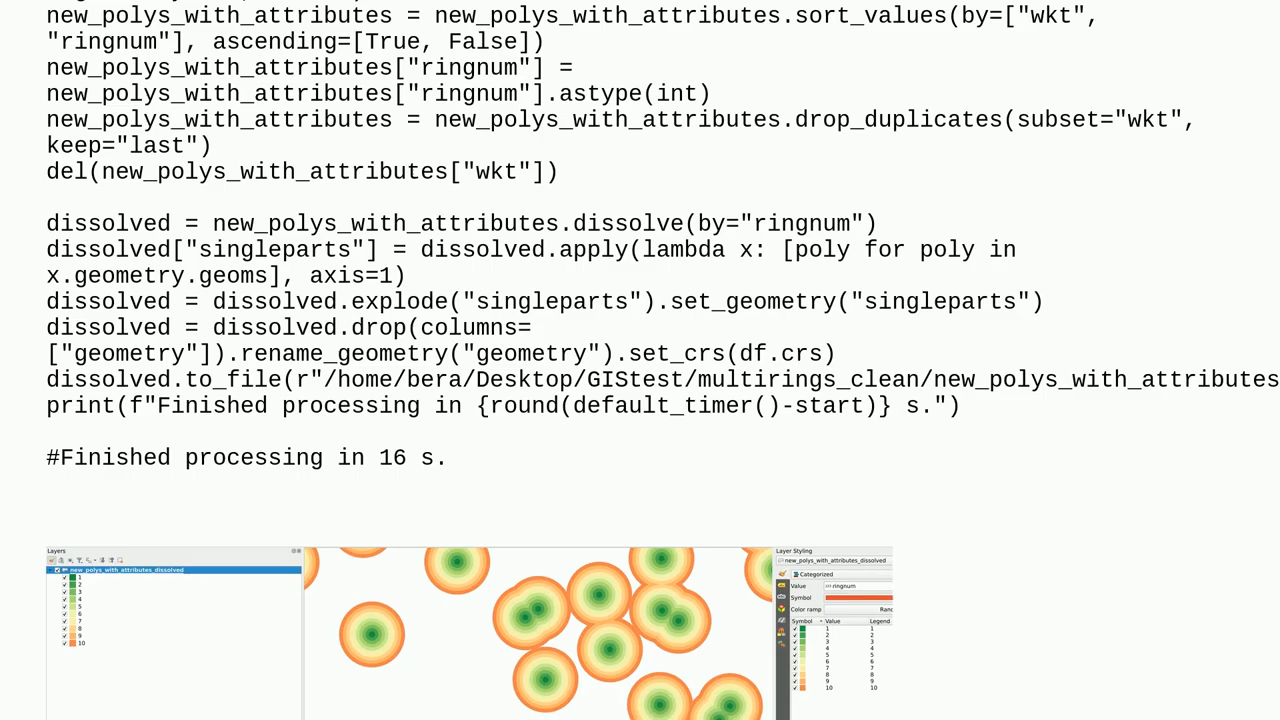 new_polys_with_attributes = new_polys_with_attributes.sort_values(by=["wkt",
"ringnum"], ascending=[True, False])
new_polys_with_attributes["ringnum"] =
new_polys_with_attributes["ringnum"].astype(int)
new_polys_with_attributes = new_polys_with_attributes.drop_duplicates(subset="wkt",
keep="last")
del(new_polys_with_attributes["wkt"])
dissolved = new_polys_with_attributes.dissolve(by="ringnum")
dissolved["singleparts"] = dissolved.apply(lambda x: [poly for poly in
x.geometry.geoms], axis=1)
dissolved = dissolved.explode("singleparts").set_geometry("singleparts")
dissolved = dissolved.drop(columns=
["geometry"]).rename_geometry("geometry").set_crs(df.crs)
dissolved.to_file(r"/home/bera/Desktop/GIStest/multirings_clean/new_polys_with_attributes
print(f"Finished processing in {round(default_timer()-start)} s.")
#Finished processing in 16 s.
Layers
new_polys_with_attributes_dissolved
1
2
3
4
5
6
7
8
9
10
Layer Styling
new_polys_with_attributes_dissolved
Categorized
Value 123 ringnum
Symbol
Color ramp Ranc
Symbol Value Legend
1 1
2 2
3 3
4 4
5 5
6 6
7 7
8 8
9 9
10 10